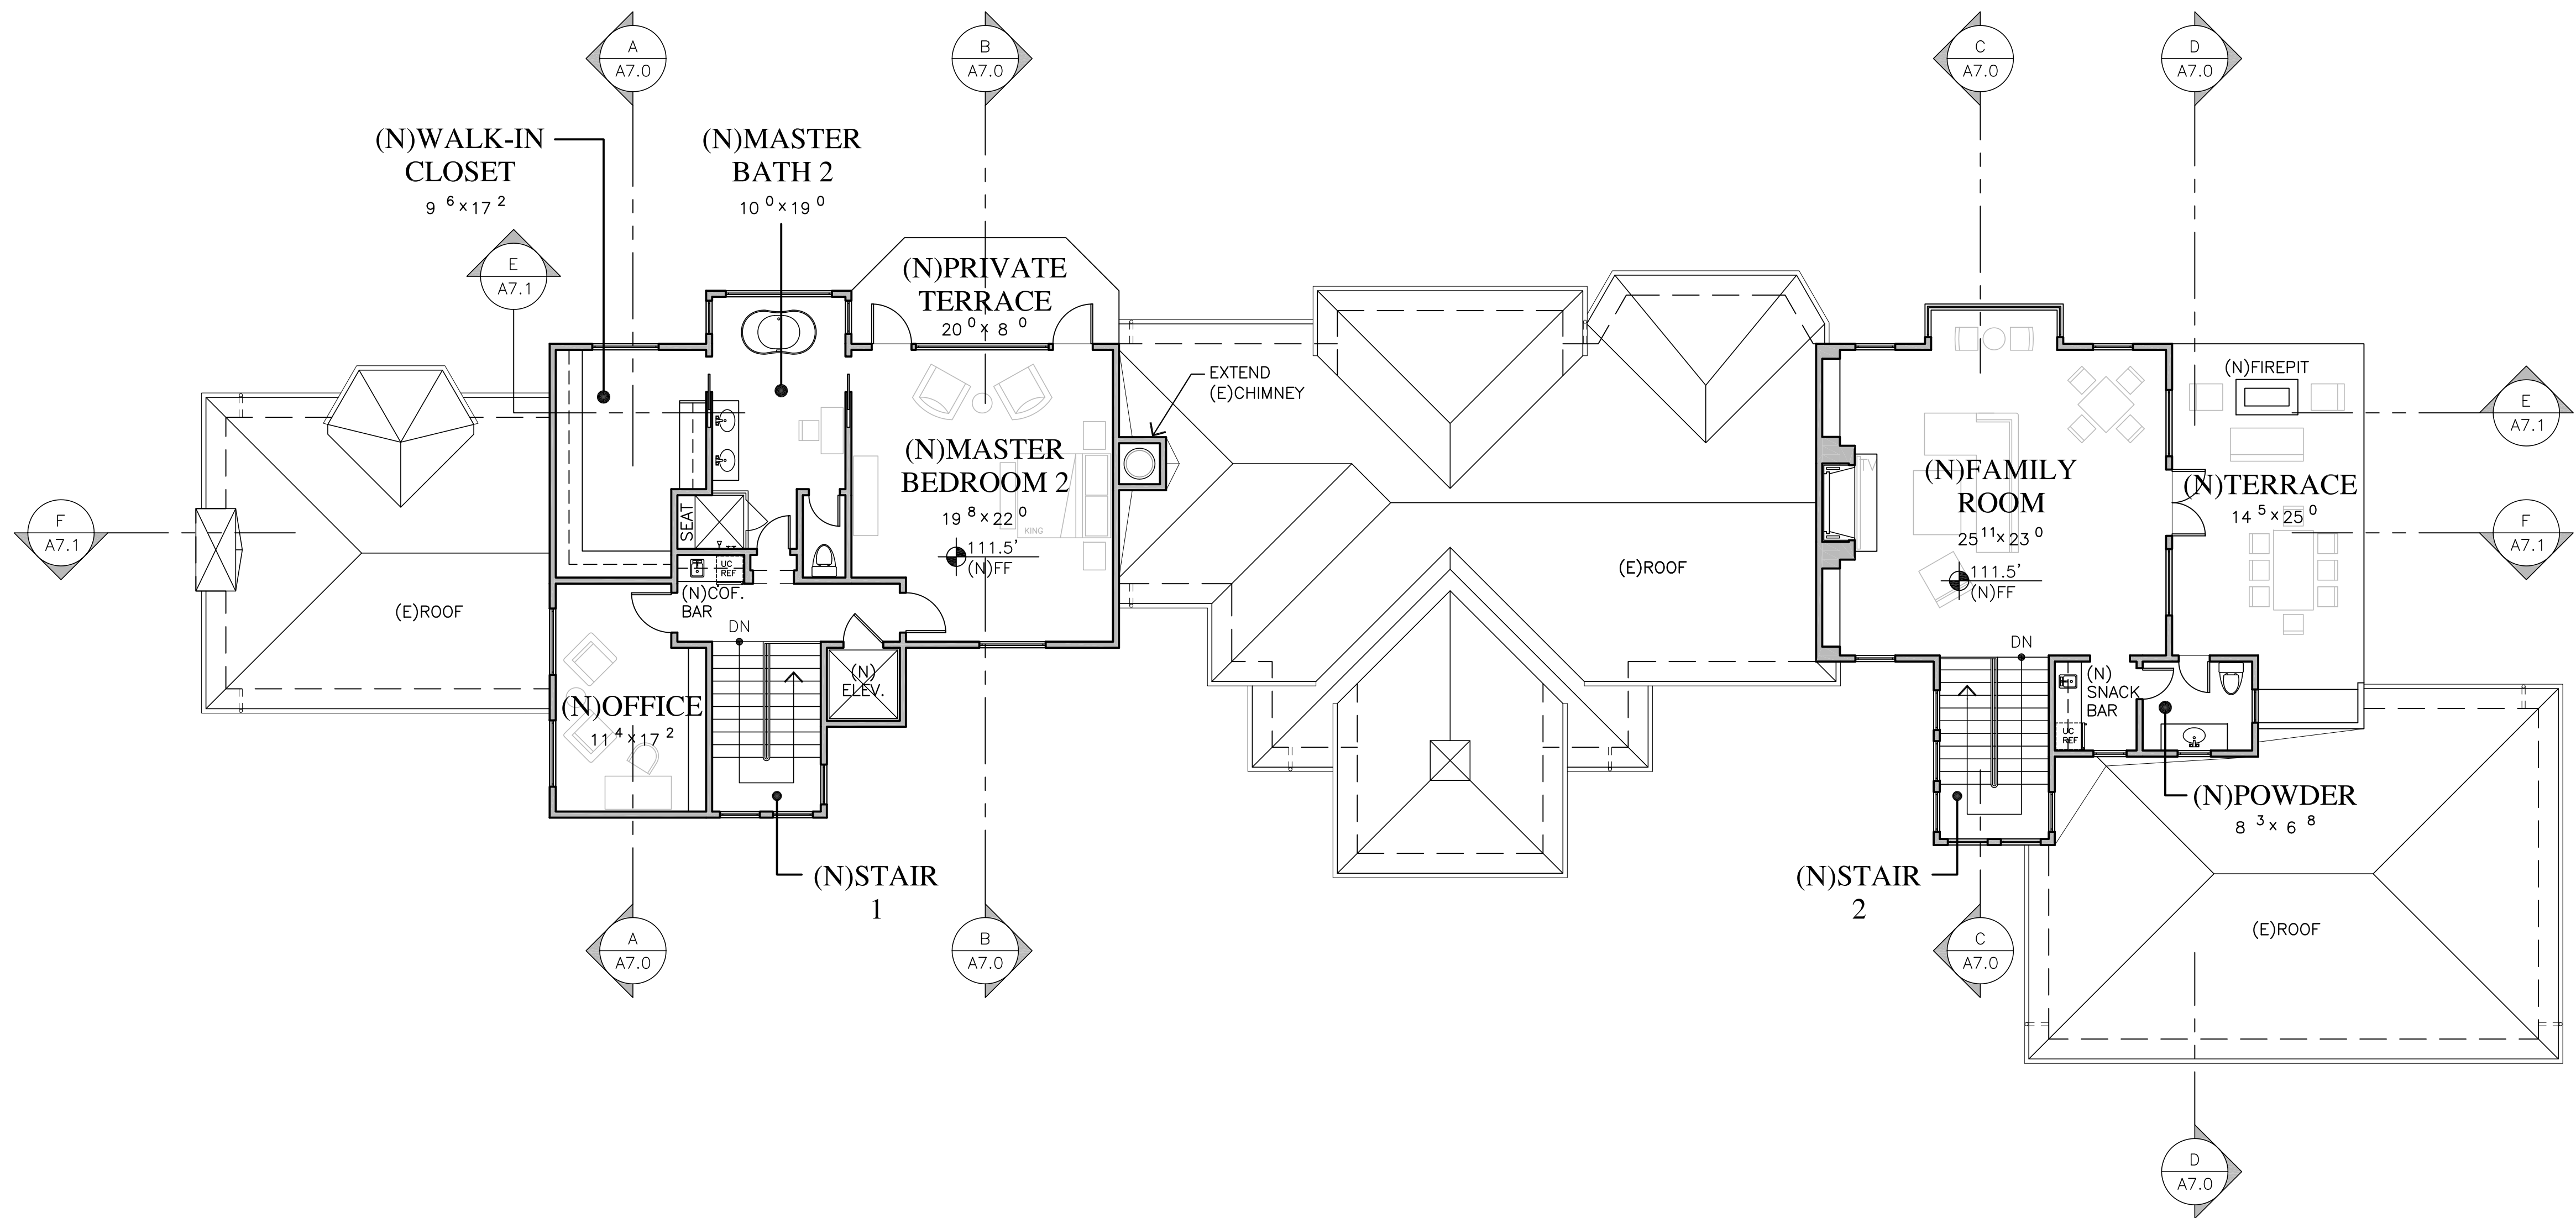 A
A7.0
B
A7.0
C
A7.0
D
A7.0
(N)WALK-IN
CLOSET
9 6 x 17 2
(N)MASTER
BATH 2
10 0 x 19 0
E
A7.1
(N)PRIVATE
TERRACE
20 0 x 8 0
EXTEND
(E)CHIMNEY
(N)FIREPIT
E
A7.1
(N)MASTER
BEDROOM 2
19 8 x 22 0
KING
111.5'
(N)FF
TV
(N)FAMILY
ROOM
25 11 x 23 0
111.5'
(N)FF
(N)TERRACE
14 5 x 25 0
F
A7.1
F
A7.1
SEAT
UC
REF
(N)COF.
BAR
(E)ROOF
(E)ROOF
DN
DN
(N)
ELEV.
(N)OFFICE
11 4 x 17 2
(N)
SNACK
BAR
UC
REF
(N)POWDER
8 3 x 6 8
(N)STAIR
1
(N)STAIR
2
(E)ROOF
A
A7.0
B
A7.0
C
A7.0
D
A7.0